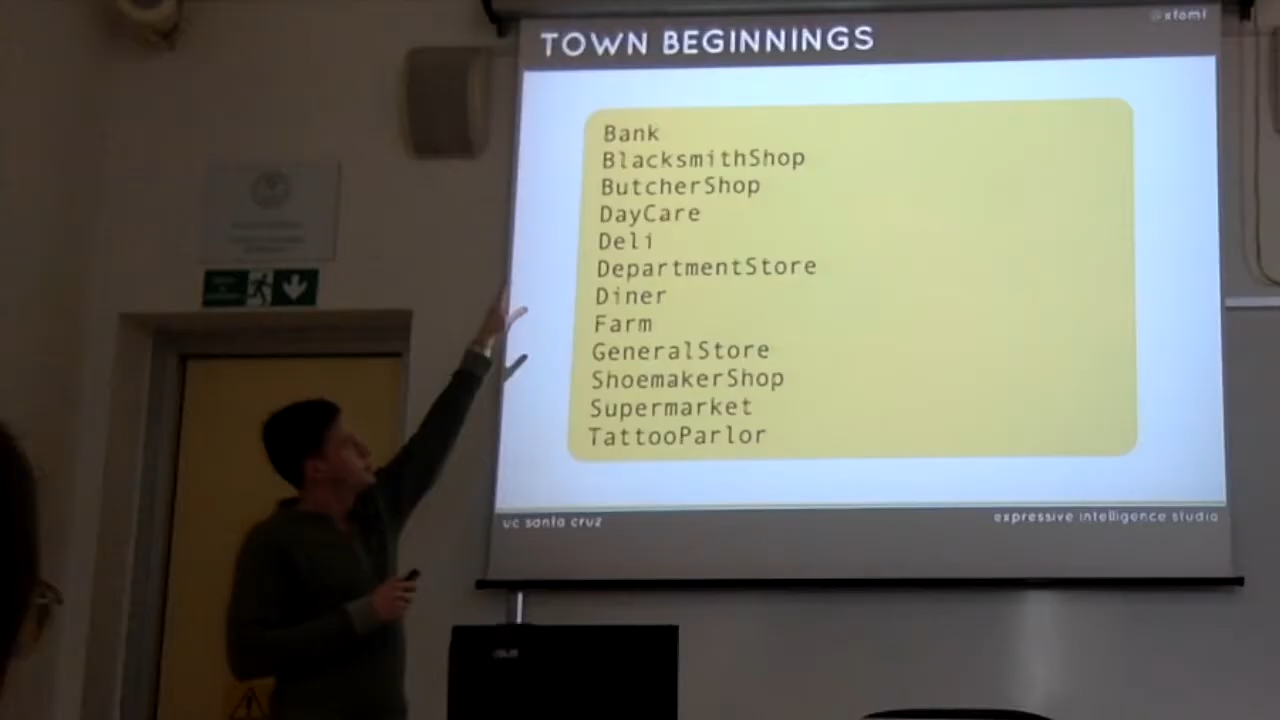 @xfoml
TOWN BEGINNINGS
Bank
BlacksmithShop
ButcherShop
DayCare
Deli
DepartmentStore
Diner
Farm
GeneralStore
ShoemakerShop
Supermarket
TattooParlor
uc santa cruz
expressive intelligence studio
ASUS